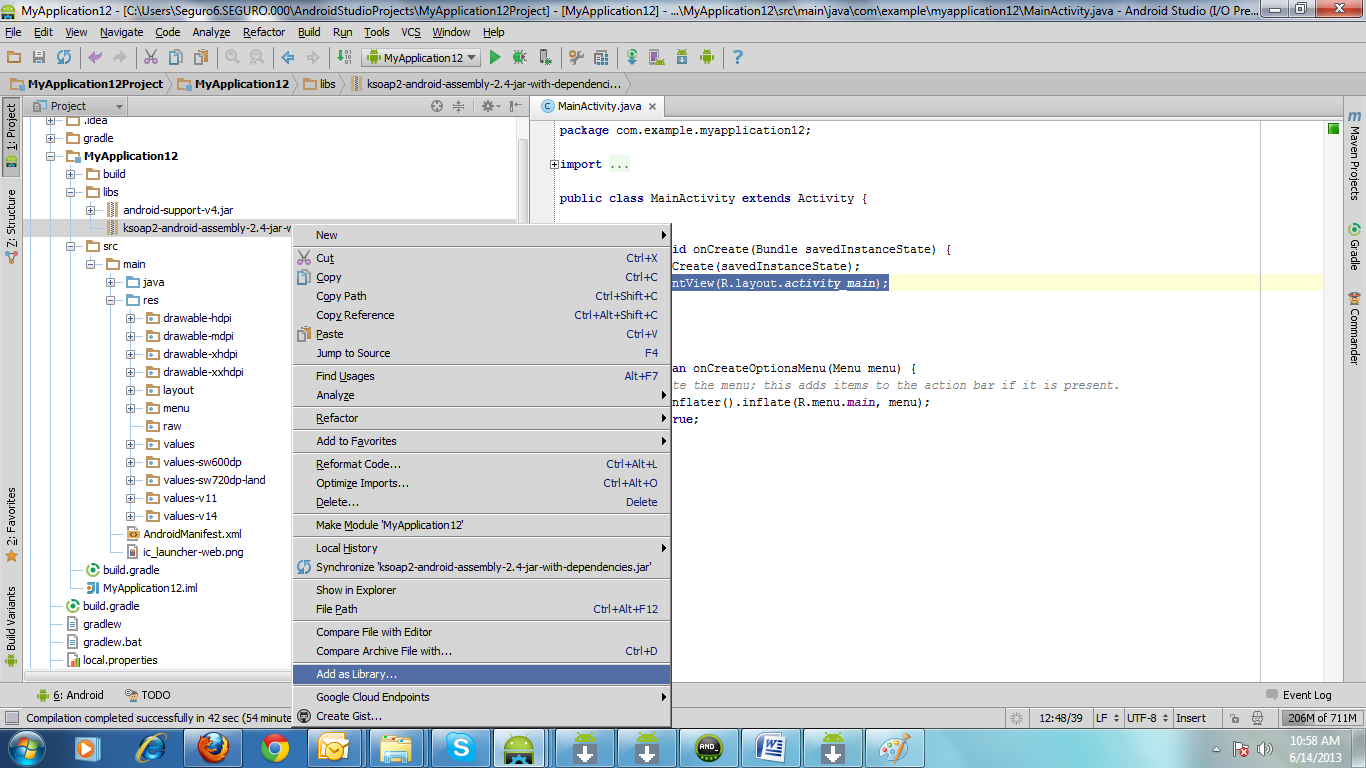 MyApplication12 - [C:\Users\Seguro6.SEGURO.000\AndroidStudioProjects\MyApplication12Project] - [MyApplication12] - ...\MyApplication12\src\main\java\com\example\myapplication12\MainActivity.java - Android Studio (I/O Pre...
File Edit View Navigate Code Analyze Refactor Build Run Tools VCS Window Help
MyApplication12
MyApplication12Project MyApplication12 libs ksoap2-android-assembly-2.4-jar-with-dependenci...
Project
MainActivity.java
1: Project
Z: Structure
2: Favorites
Build Variants
.idea
gradle
MyApplication12
build
libs
android-support-v4.jar
ksoap2-android-assembly-2.4-jar-w
src
main
java
res
drawable-hdpi
drawable-mdpi
drawable-xhdpi
drawable-xxhdpi
layout
menu
raw
values
values-sw600dp
values-sw720dp-land
values-v11
values-v14
AndroidManifest.xml
ic_launcher-web.png
build.gradle
MyApplication12.iml
build.gradle
gradlew
gradlew.bat
local.properties
New
Cut Ctrl+X
Copy Ctrl+C
Copy Path Ctrl+Shift+C
Copy Reference Ctrl+Alt+Shift+C
Paste Ctrl+V
Jump to Source F4
Find Usages Alt+F7
Analyze
Refactor
Add to Favorites
Reformat Code... Ctrl+Alt+L
Optimize Imports... Ctrl+Alt+O
Delete... Delete
Make Module 'MyApplication12'
Local History
Synchronize 'ksoap2-android-assembly-2.4-jar-with-dependencies.jar'
Show in Explorer
File Path Ctrl+Alt+F12
Compare File with Editor
Compare Archive File with... Ctrl+D
Add as Library...
Google Cloud Endpoints
Create Gist...
package com.example.myapplication12;
import ...
public class MainActivity extends Activity {
id onCreate(Bundle savedInstanceState) {
Create(savedInstanceState);
ntView(R.layout.activity_main);
an onCreateOptionsMenu(Menu menu) {
te the menu; this adds items to the action bar if it is present.
nflater().inflate(R.menu.main, menu);
rue;
m Maven Projects
Gradle
Commander
6: Android TODO Event Log
Compilation completed successfully in 42 sec (54 minute
12:48/39 LF UTF-8 Insert 206M of 711M
AND_
10:58 AM
6/14/2013